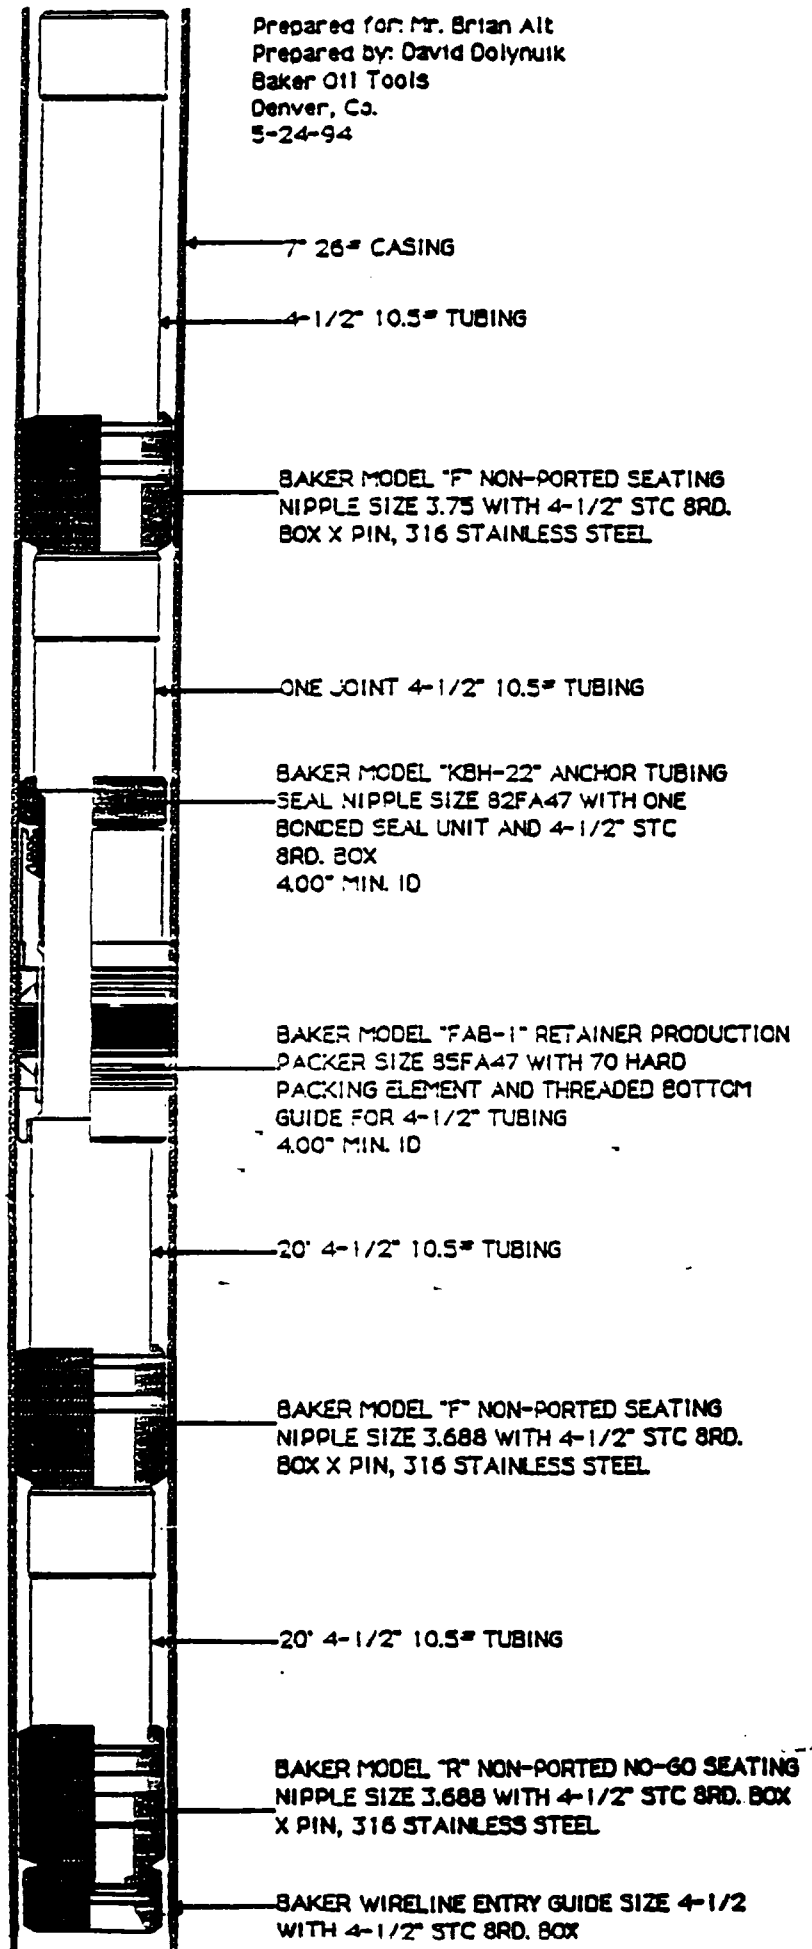 Prepared for: Mr. Brian Alt
Prepared by: David Dolynuik
Baker Oil Tools
Denver, Co.
5-24-94
7" 26# CASING
4-1/2" 10.5# TUBING
BAKER MODEL "F" NON-PORTED SEATING
NIPPLE SIZE 3.75 WITH 4-1/2" STC 8RD.
BOX X PIN, 316 STAINLESS STEEL
ONE JOINT 4-1/2" 10.5# TUBING
BAKER MODEL "KBH-22" ANCHOR TUBING
SEAL NIPPLE SIZE 82FA47 WITH ONE
BONDED SEAL UNIT AND 4-1/2" STC
8RD. BOX
4.00" MIN. ID
BAKER MODEL "FAB-1" RETAINER PRODUCTION
PACKER SIZE 85FA47 WITH 70 HARD
PACKING ELEMENT AND THREADED BOTTOM
GUIDE FOR 4-1/2" TUBING
4.00" MIN. ID
20' 4-1/2" 10.5# TUBING
BAKER MODEL "F" NON-PORTED SEATING
NIPPLE SIZE 3.688 WITH 4-1/2" STC 8RD.
BOX X PIN, 316 STAINLESS STEEL
20' 4-1/2" 10.5# TUBING
BAKER MODEL "R" NON-PORTED NO-GO SEATING
NIPPLE SIZE 3.688 WITH 4-1/2" STC 8RD. BOX
X PIN, 316 STAINLESS STEEL
BAKER WIRELINE ENTRY GUIDE SIZE 4-1/2
WITH 4-1/2" STC 8RD. BOX